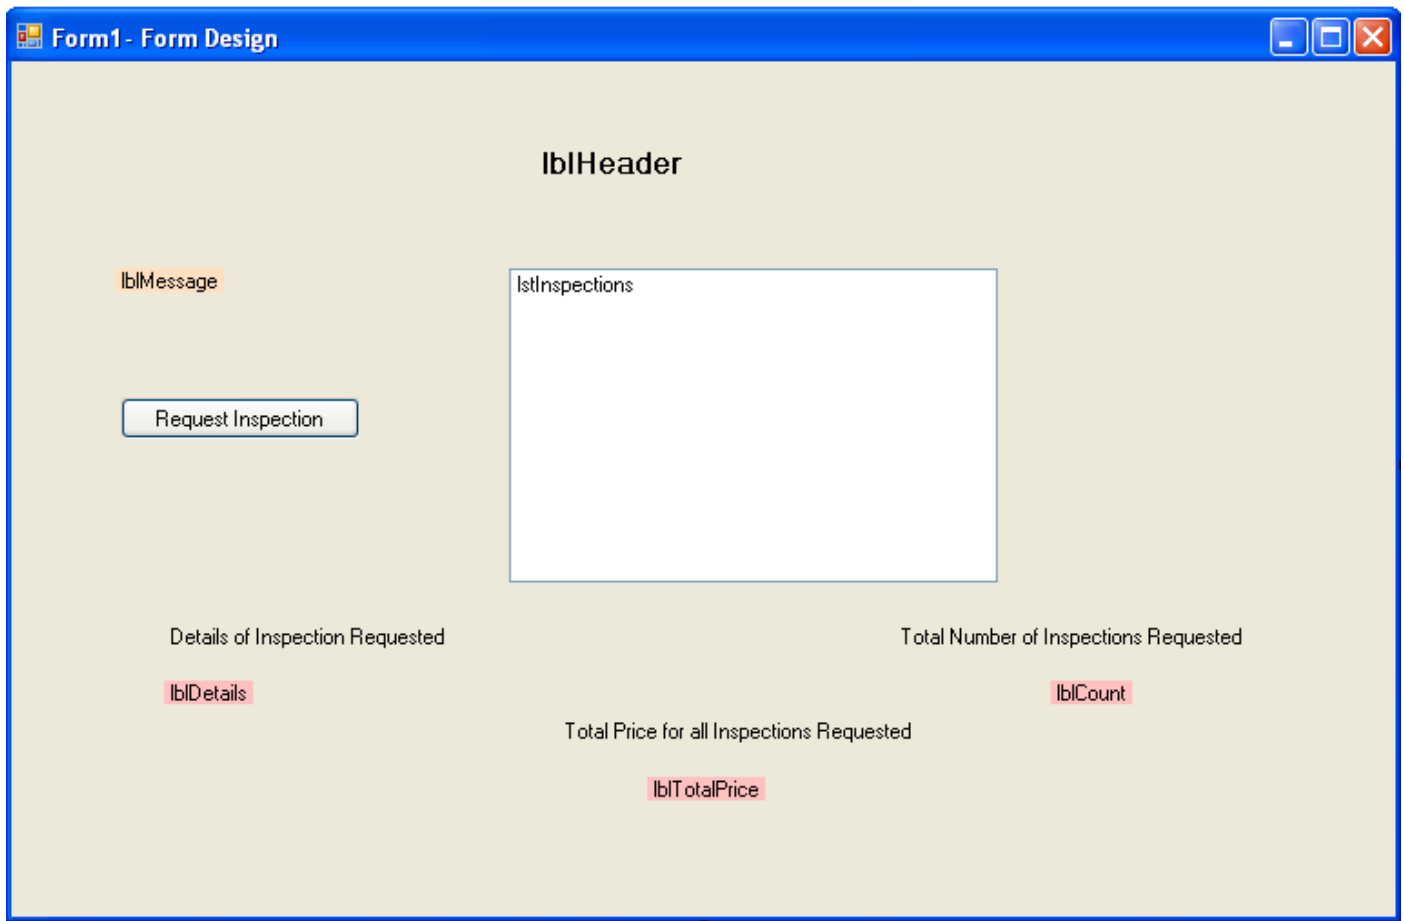 Form1 - Form Design
lblHeader
lblMessage
lstInspections
Request Inspection
Details of Inspection Requested
Total Number of Inspections Requested
lblDetails
lblCount
Total Price for all Inspections Requested
lblTotalPrice